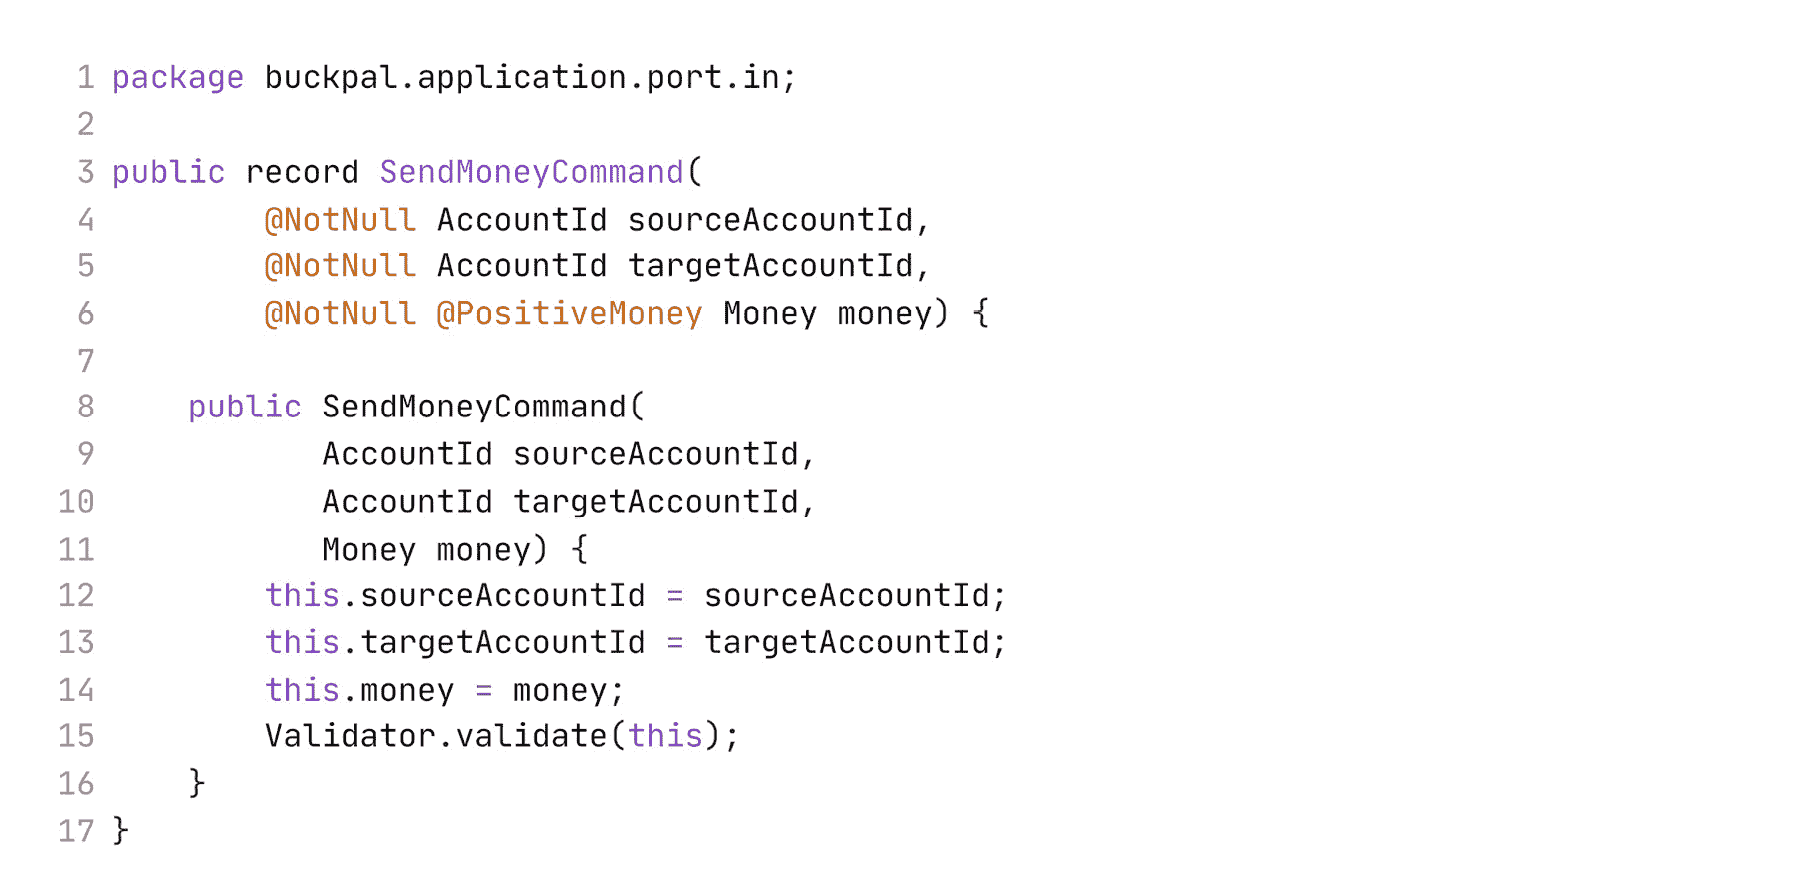 1 package buckpal.application.port.in;
2
3 public record SendMoneyCommand(
4         @NotNull AccountId sourceAccountId,
5         @NotNull AccountId targetAccountId,
6         @NotNull @PositiveMoney Money money) {
7
8     public SendMoneyCommand(
9            AccountId sourceAccountId,
10            AccountId targetAccountId,
11            Money money) {
12         this.sourceAccountId = sourceAccountId;
13         this.targetAccountId = targetAccountId;
14         this.money = money;
15         Validator.validate(this);
16     }
17 }